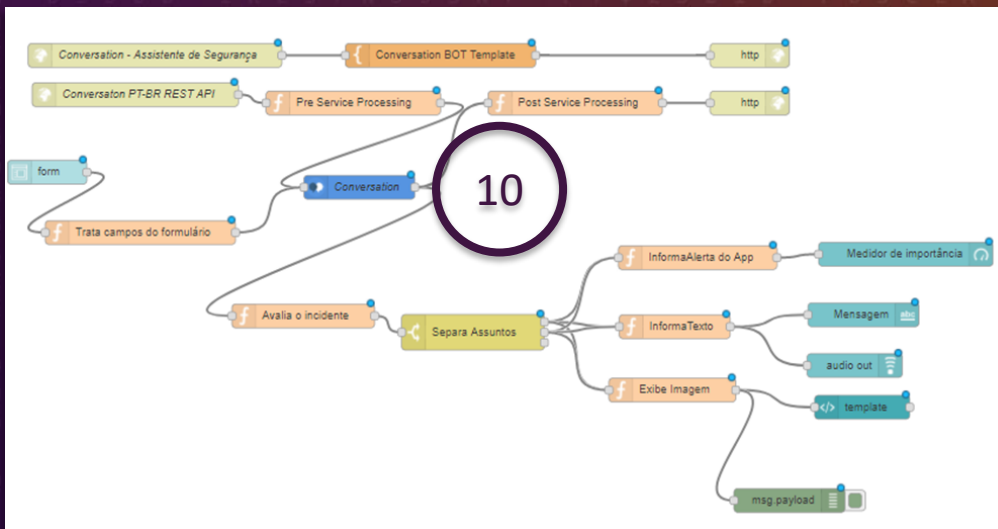 Conversation - Assistente de Segurança
Conversation BOT Template
http
Conversaton PT-BR REST API
Pre Service Processing
Post Service Processing
http
form
Conversation
10
Trata campos do formulário
InformaAlerta do App
Medidor de importância
Avalia o incidente
Separa Assuntos
InformaTexto
Mensagem
abc
audio out
Exibe Imagem
template
msg.payload